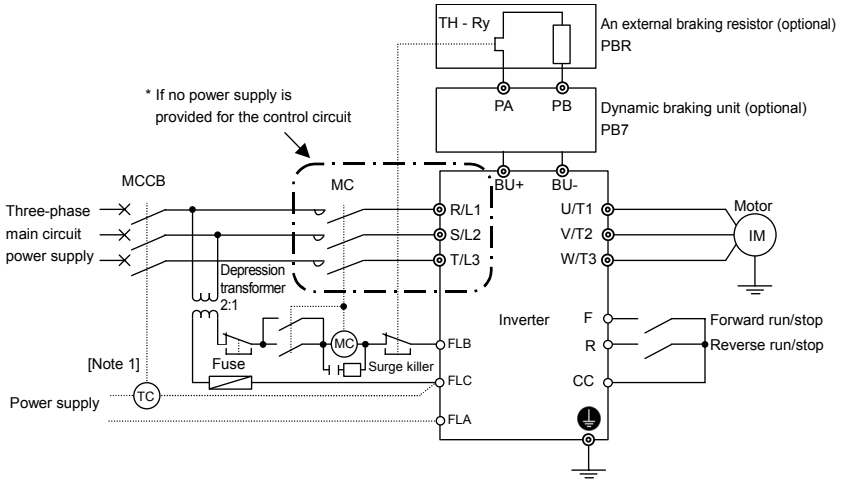 TH - Ry
An external braking resistor (optional)
PBR
PA
PB
Dynamic braking unit (optional)
PB7
* If no power supply is
provided for the control circuit
BU+
BU-
MCCB
MC
Three-phase
main circuit
power supply
R/L1
S/L2
T/L3
U/T1
V/T2
W/T3
Motor
IM
Depression
transformer
2:1
Inverter
F
Forward run/stop
R
Reverse run/stop
CC
MC
FLB
[Note 1]
Fuse
Surge killer
FLC
TC
Power supply
FLA